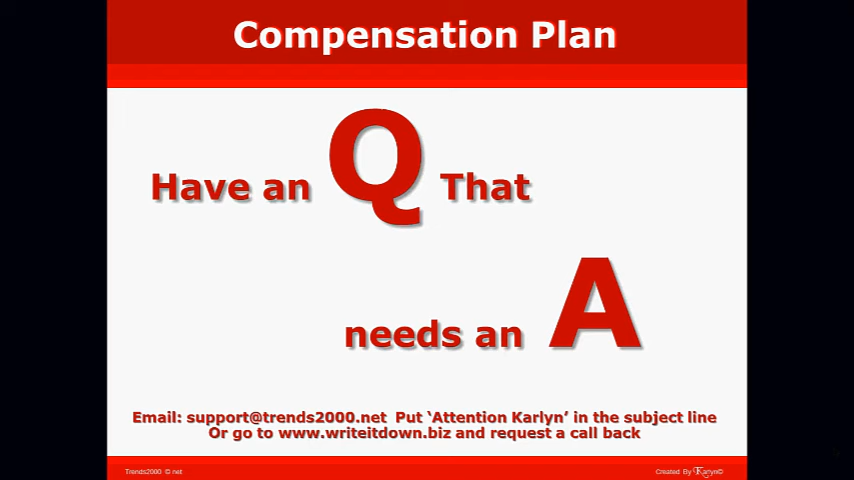 Compensation Plan
Have an Q That
needs an A
Email: support@trends2000.net Put ‘Attention Karlyn’ in the subject line
Or go to www.writeitdown.biz and request a call back
Trends2000 © net
Created By Karlyn©